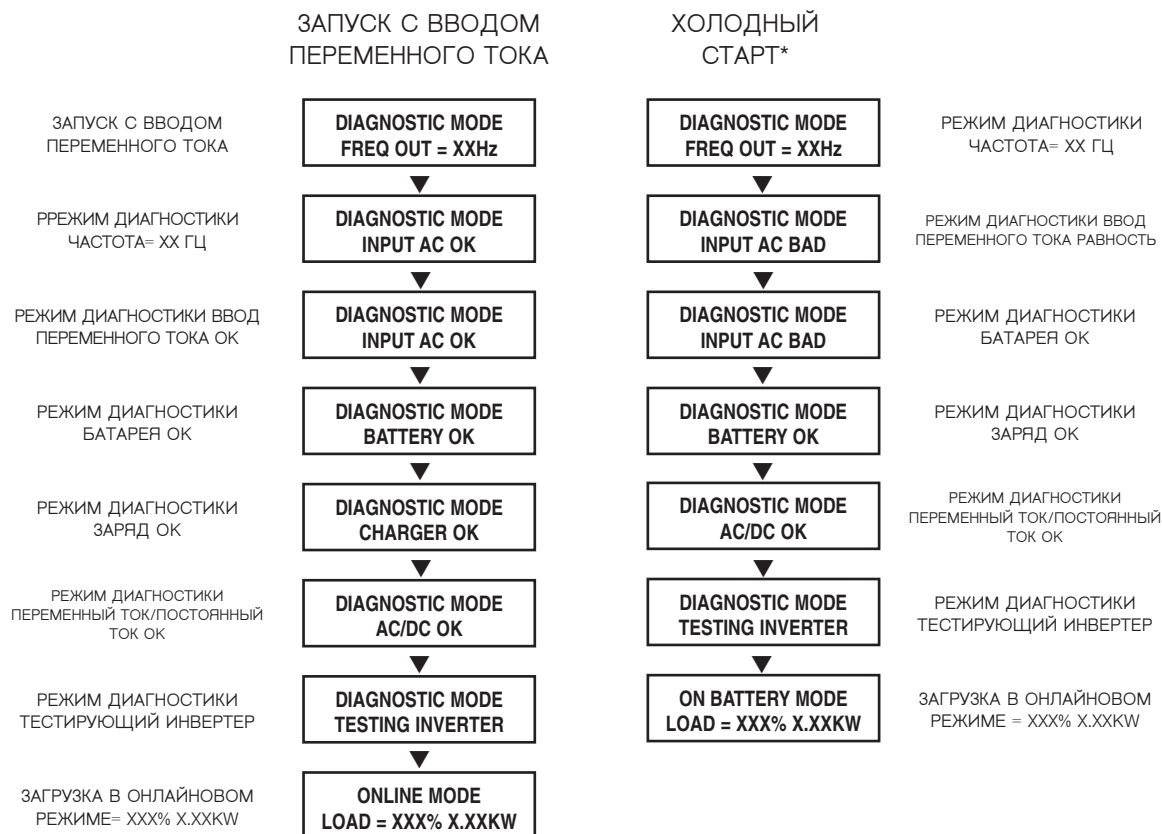 ЗАПУСК С ВВОДОМ
ПЕРЕМЕННОГО ТОКА
ХОЛОДНЫЙ
СТАРТ*
ЗАПУСК С ВВОДОМ
ПЕРЕМЕННОГО ТОКА
DIAGNOSTIC MODE
FREQ OUT = XXHz
DIAGNOSTIC MODE
FREQ OUT = XXHz
РЕЖИМ ДИАГНОСТИКИ
ЧАСТОТА= XX ГЦ
РРЕЖИМ ДИАГНОСТИКИ
ЧАСТОТА= XX ГЦ
DIAGNOSTIC MODE
INPUT AC OK
DIAGNOSTIC MODE
INPUT AC BAD
РЕЖИМ ДИАГНОСТИКИ ВВОД
ПЕРЕМЕННОГО ТОКА РАВНОСТЬ
РЕЖИМ ДИАГНОСТИКИ ВВОД
ПЕРЕМЕННОГО ТОКА OK
DIAGNOSTIC MODE
INPUT AC OK
DIAGNOSTIC MODE
INPUT AC BAD
РЕЖИМ ДИАГНОСТИКИ
БАТАРЕЯ OK
РЕЖИМ ДИАГНОСТИКИ
БАТАРЕЯ OK
DIAGNOSTIC MODE
BATTERY OK
DIAGNOSTIC MODE
BATTERY OK
РЕЖИМ ДИАГНОСТИКИ
ЗАРЯД OK
РЕЖИМ ДИАГНОСТИКИ
ЗАРЯД OK
DIAGNOSTIC MODE
CHARGER OK
DIAGNOSTIC MODE
AC/DC OK
РЕЖИМ ДИАГНОСТИКИ
ПЕРЕМЕННЫЙ ТОК/ПОСТОЯННЫЙ
ТОК OK
РЕЖИМ ДИАГНОСТИКИ
ПЕРЕМЕННЫЙ ТОК/ПОСТОЯННЫЙ
ТОК OK
DIAGNOSTIC MODE
AC/DC OK
DIAGNOSTIC MODE
TESTING INVERTER
РЕЖИМ ДИАГНОСТИКИ
ТЕСТИРУЮЩИЙ ИНВЕРТЕР
РЕЖИМ ДИАГНОСТИКИ
ТЕСТИРУЮЩИЙ ИНВЕРТЕР
DIAGNOSTIC MODE
TESTING INVERTER
ON BATTERY MODE
LOAD = XXX% X.XXKW
ЗАГРУЗКА В ОНЛАЙНОВОМ
РЕЖИМЕ = XXX% X.XXKW
ЗАГРУЗКА В ОНЛАЙНОВОМ
РЕЖИМЕ= XXX% X.XXKW
ONLINE MODE
LOAD = XXX% X.XXKW